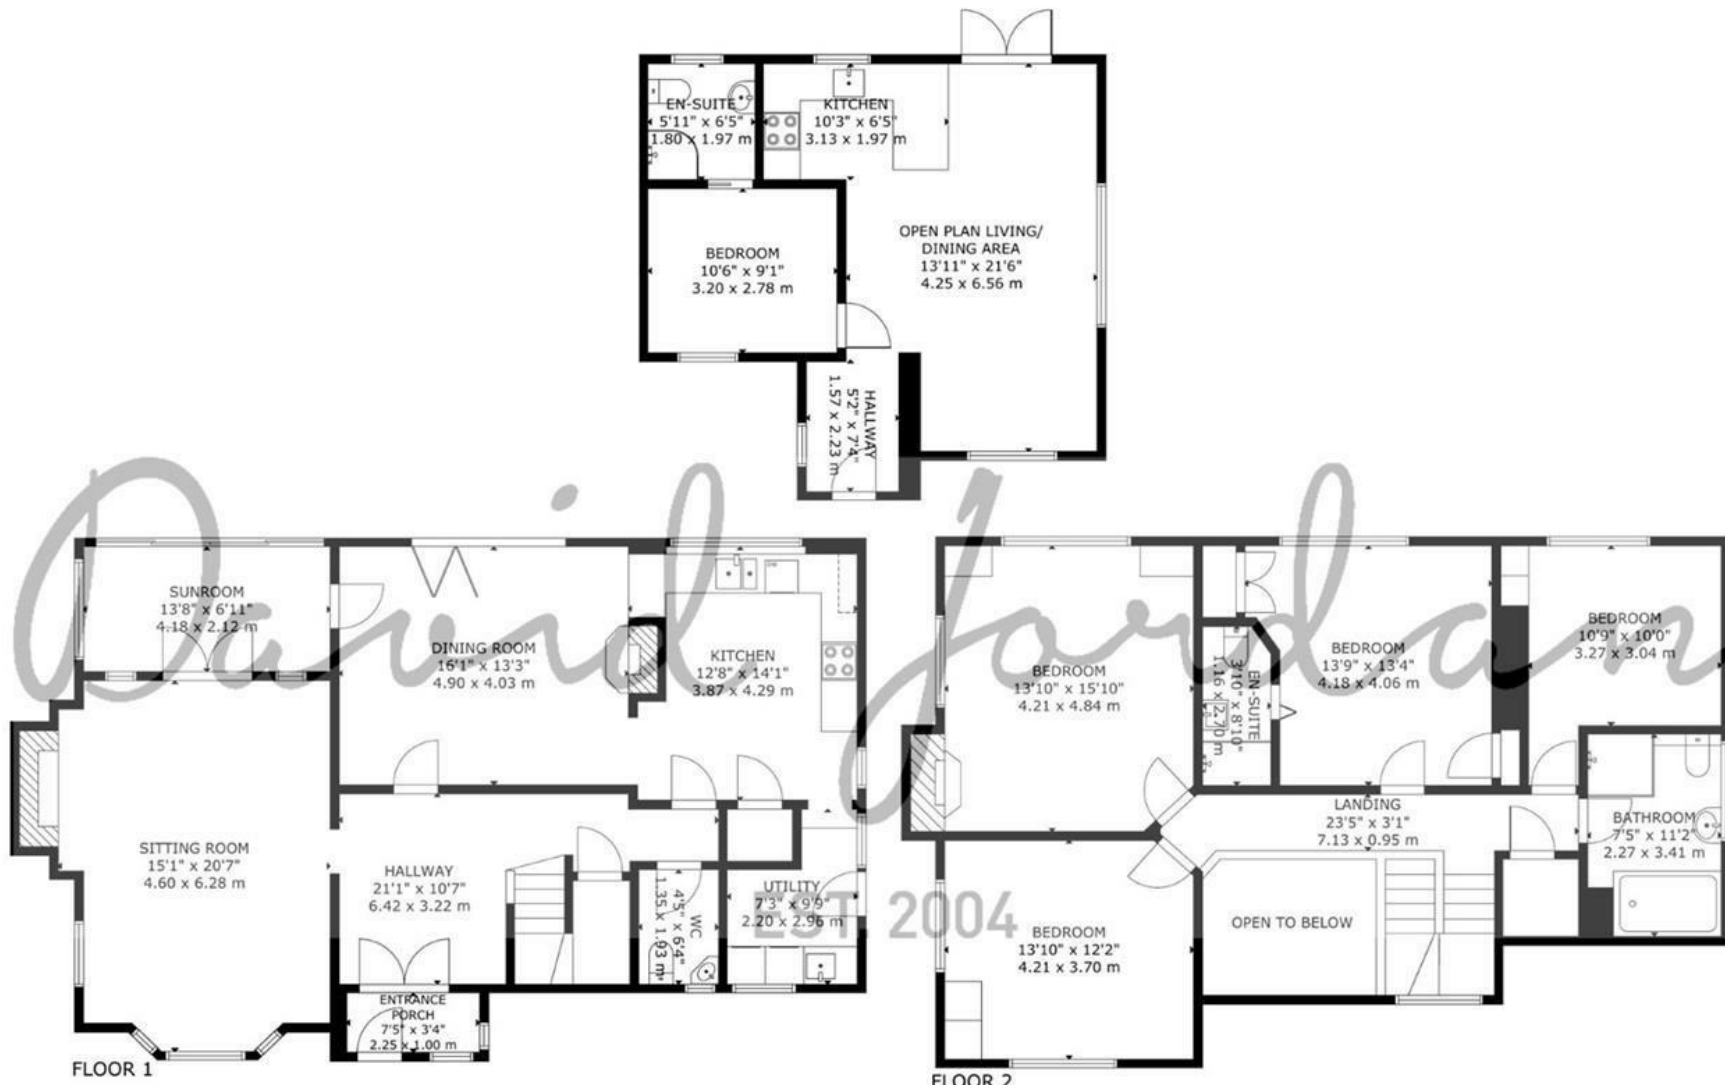 EN-SUITE
5'11" x 6'5"
1.80 x 1.97 m
KITCHEN
10'3" x 6'5"
3.13 x 1.97 m
OPEN PLAN LIVING/
DINING AREA
13'11" x 21'6"
4.25 x 6.56 m
BEDROOM
10'6" x 9'1"
3.20 x 2.78 m
HALLWAY
5'2" x 7'4"
1.57 x 2.23 m
David Jordan
EST. 2004
SUNROOM
13'8" x 6'11"
4.18 x 2.12 m
DINING ROOM
16'1" x 13'3"
4.90 x 4.03 m
KITCHEN
12'8" x 14'1"
3.87 x 4.29 m
SITTING ROOM
15'1" x 20'7"
4.60 x 6.28 m
HALLWAY
21'1" x 10'7"
6.42 x 3.22 m
WC
4'5" x 6'4"
1.35 x 1.93 m
UTILITY
7'3" x 9'9"
2.20 x 2.96 m
ENTRANCE
PORCH
7'5" x 3'4"
2.25 x 1.00 m
FLOOR 1
BEDROOM
13'10" x 15'10"
4.21 x 4.84 m
EN-SUITE
3'10" x 8'10"
1.16 x 2.70 m
BEDROOM
13'9" x 13'4"
4.18 x 4.06 m
BEDROOM
10'9" x 10'0"
3.27 x 3.04 m
LANDING
23'5" x 3'1"
7.13 x 0.95 m
BATHROOM
7'5" x 11'2"
2.27 x 3.41 m
OPEN TO BELOW
BEDROOM
13'10" x 12'2"
4.21 x 3.70 m
FLOOR 2